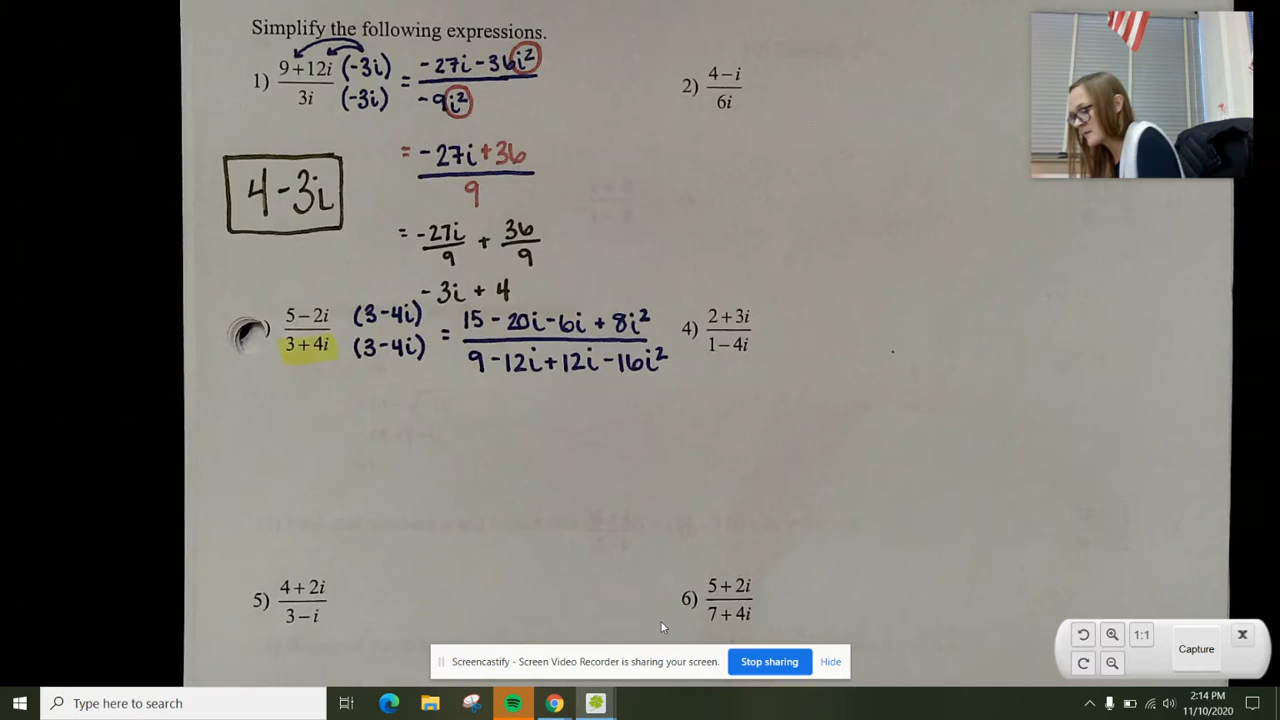 Simplify the following expressions.
1) 9+12i/3i (-3i)/(-3i) = -27i-36i²/-9i²
= -27i+36/9
4-3i
= -27i/9 + 36/9
-3i + 4
2) 4-i/6i
) 5-2i/3+4i (3-4i)/(3-4i) = 15-20i-6i+8i²/9-12i+12i-16i²
4) 2+3i/1-4i
5) 4+2i/3-i
6) 5+2i/7+4i
Screencastify - Screen Video Recorder is sharing your screen. Stop sharing Hide
1:1
Capture
Type here to search
2:14 PM
11/10/2020